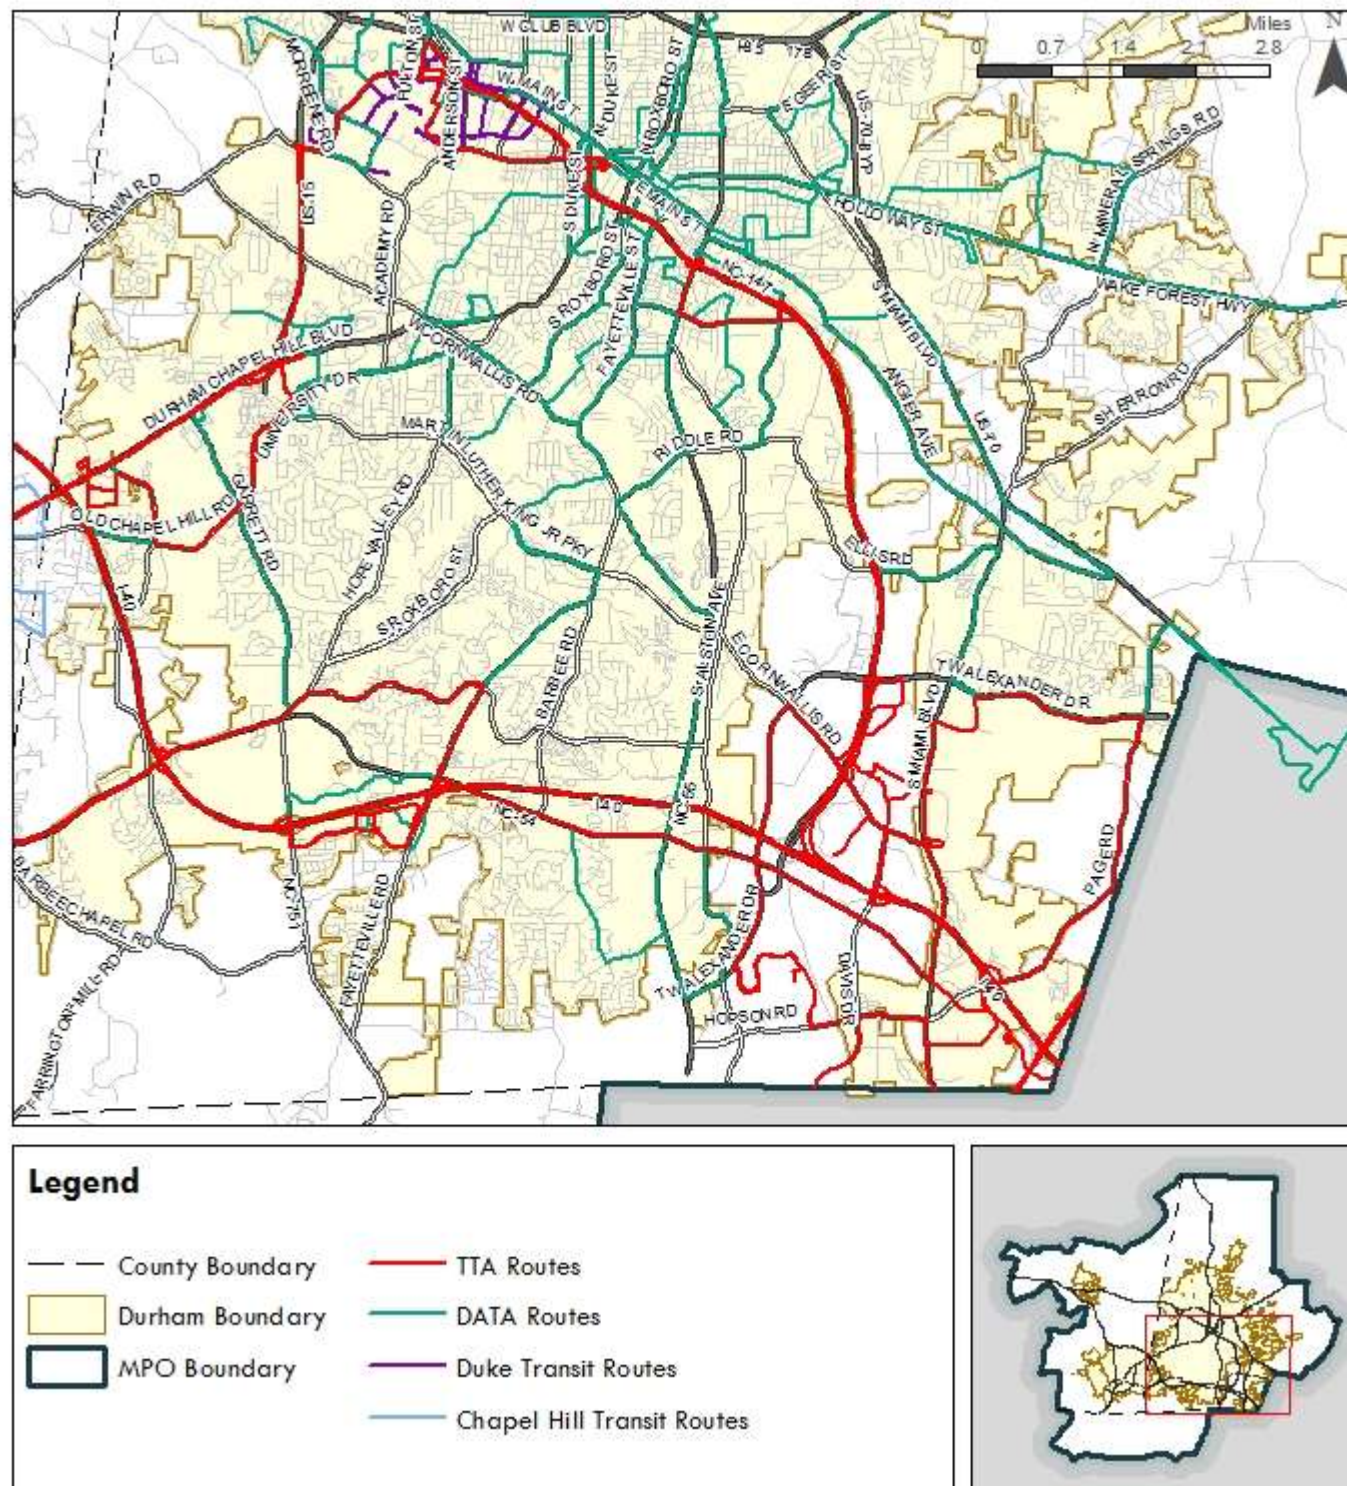 W CLUB BLVD
Miles
N
0 0.7 1.4 2.1 2.8
MORREENE RD
FULTON ST
ANDERSON ST
W MAIN ST
N DUKE ST
N ROXBORO ST
I-85
E GEER ST
US-70-BYP
N MINERAL SPRINGS RD
ERWIN RD
US-15
ACADEMY RD
S DUKE ST
E MAIN ST
HOLLOWAY ST
WAKE FOREST HWY
S ROXBORO ST
FAYETTEVILLE ST
NC-147
S MIAMI BLVD
DURHAM CHAPEL HILL BLVD
W CORNWALLIS RD
UNIVERSITY DR
ANGIER AVE
US-70
SHERRON RD
MARTIN LUTHER KING JR PKY
RIDDLE RD
OLD CHAPEL HILL RD
GARRETT RD
HOPE VALLEY RD
S ROXBORO ST
ELLIS RD
I-40
BARBEE RD
S ALSTON AVE
E CORNWALLIS RD
T W ALEXANDER DR
S MIAMI BLVD
I-40
NC-54
NC-55
PAGE RD
BARBEE CHAPEL RD
NC-751
FAYETTEVILLE RD
T W ALEXANDER DR
DAVIS DR
I-40
HOPSON RD
FARRINGTON MILL RD
Legend
County Boundary
Durham Boundary
MPO Boundary
TTA Routes
DATA Routes
Duke Transit Routes
Chapel Hill Transit Routes